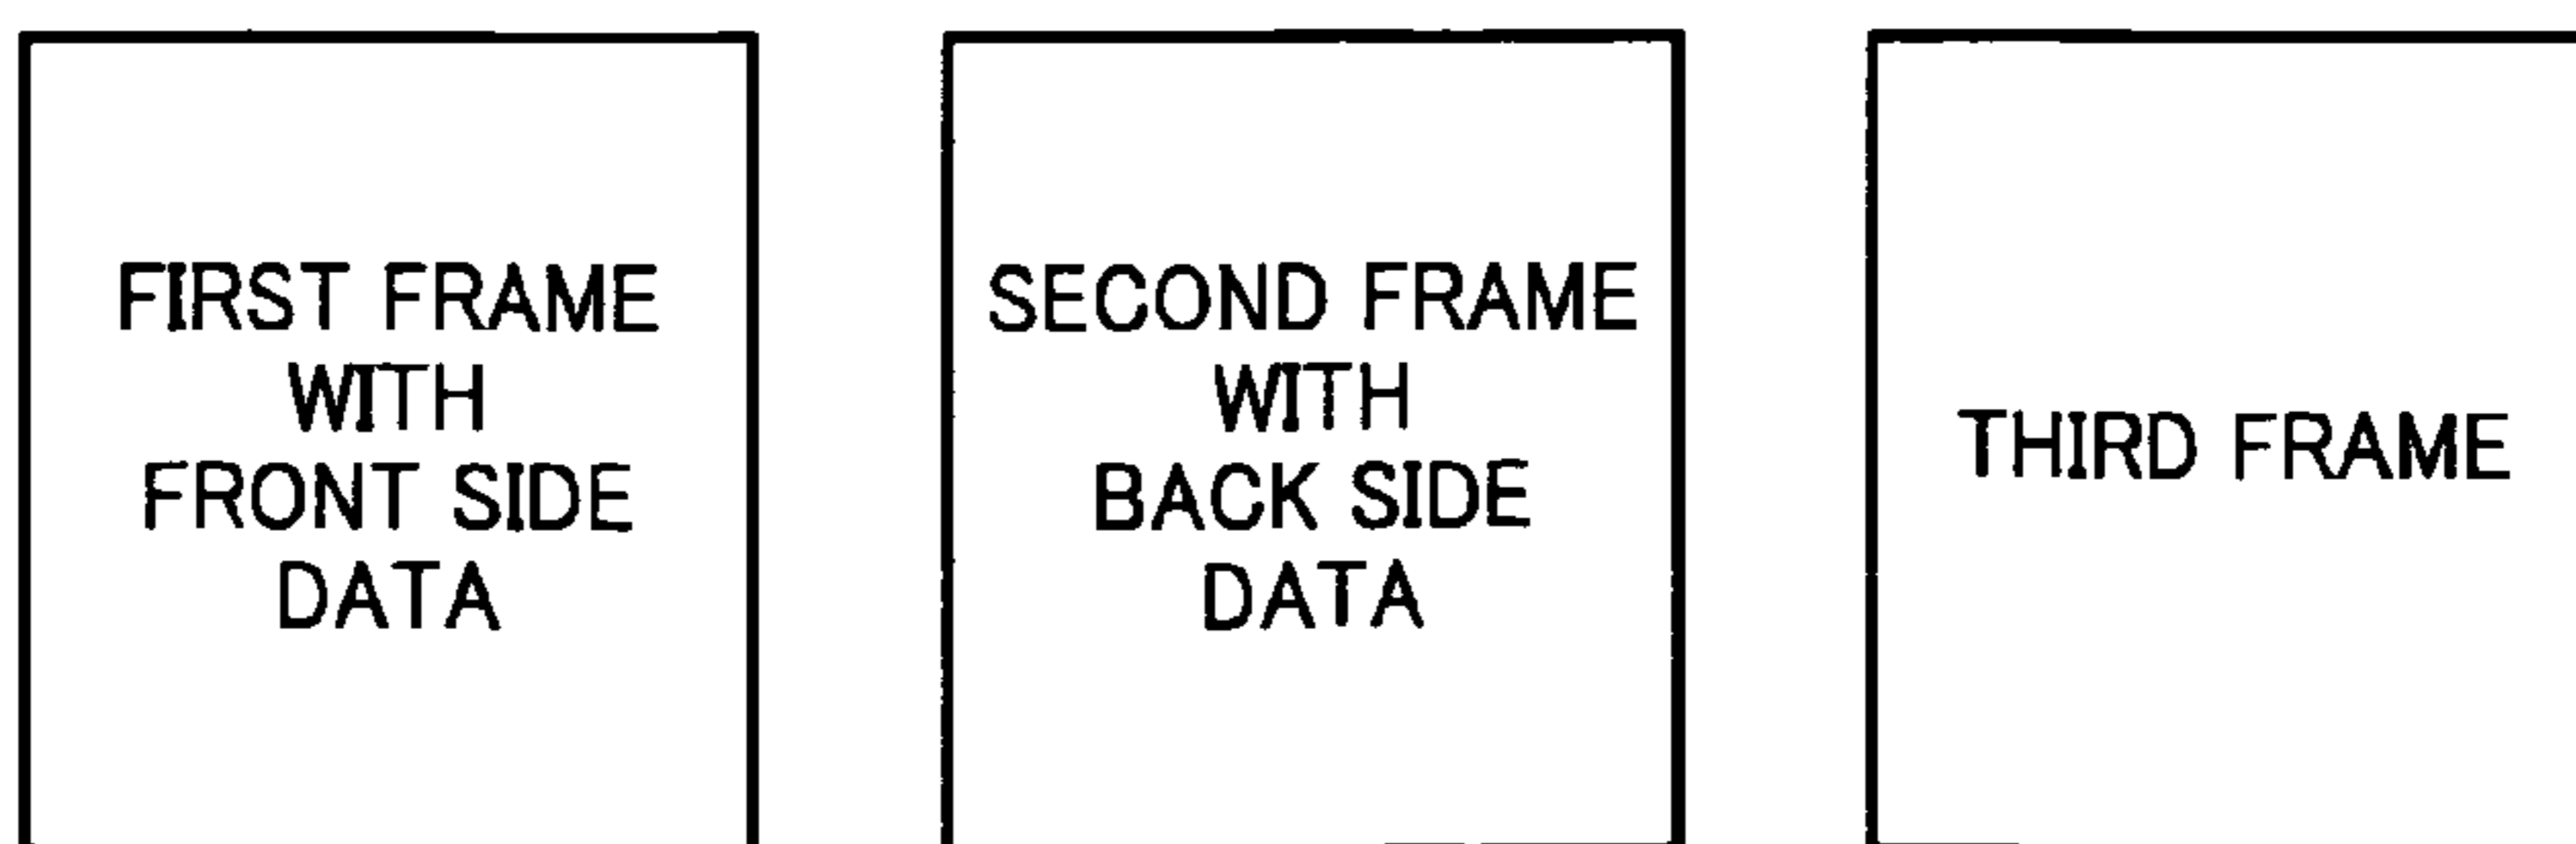 FIRST FRAME
WITH
FRONT SIDE
DATA
SECOND FRAME
WITH
BACK SIDE
DATA
THIRD FRAME